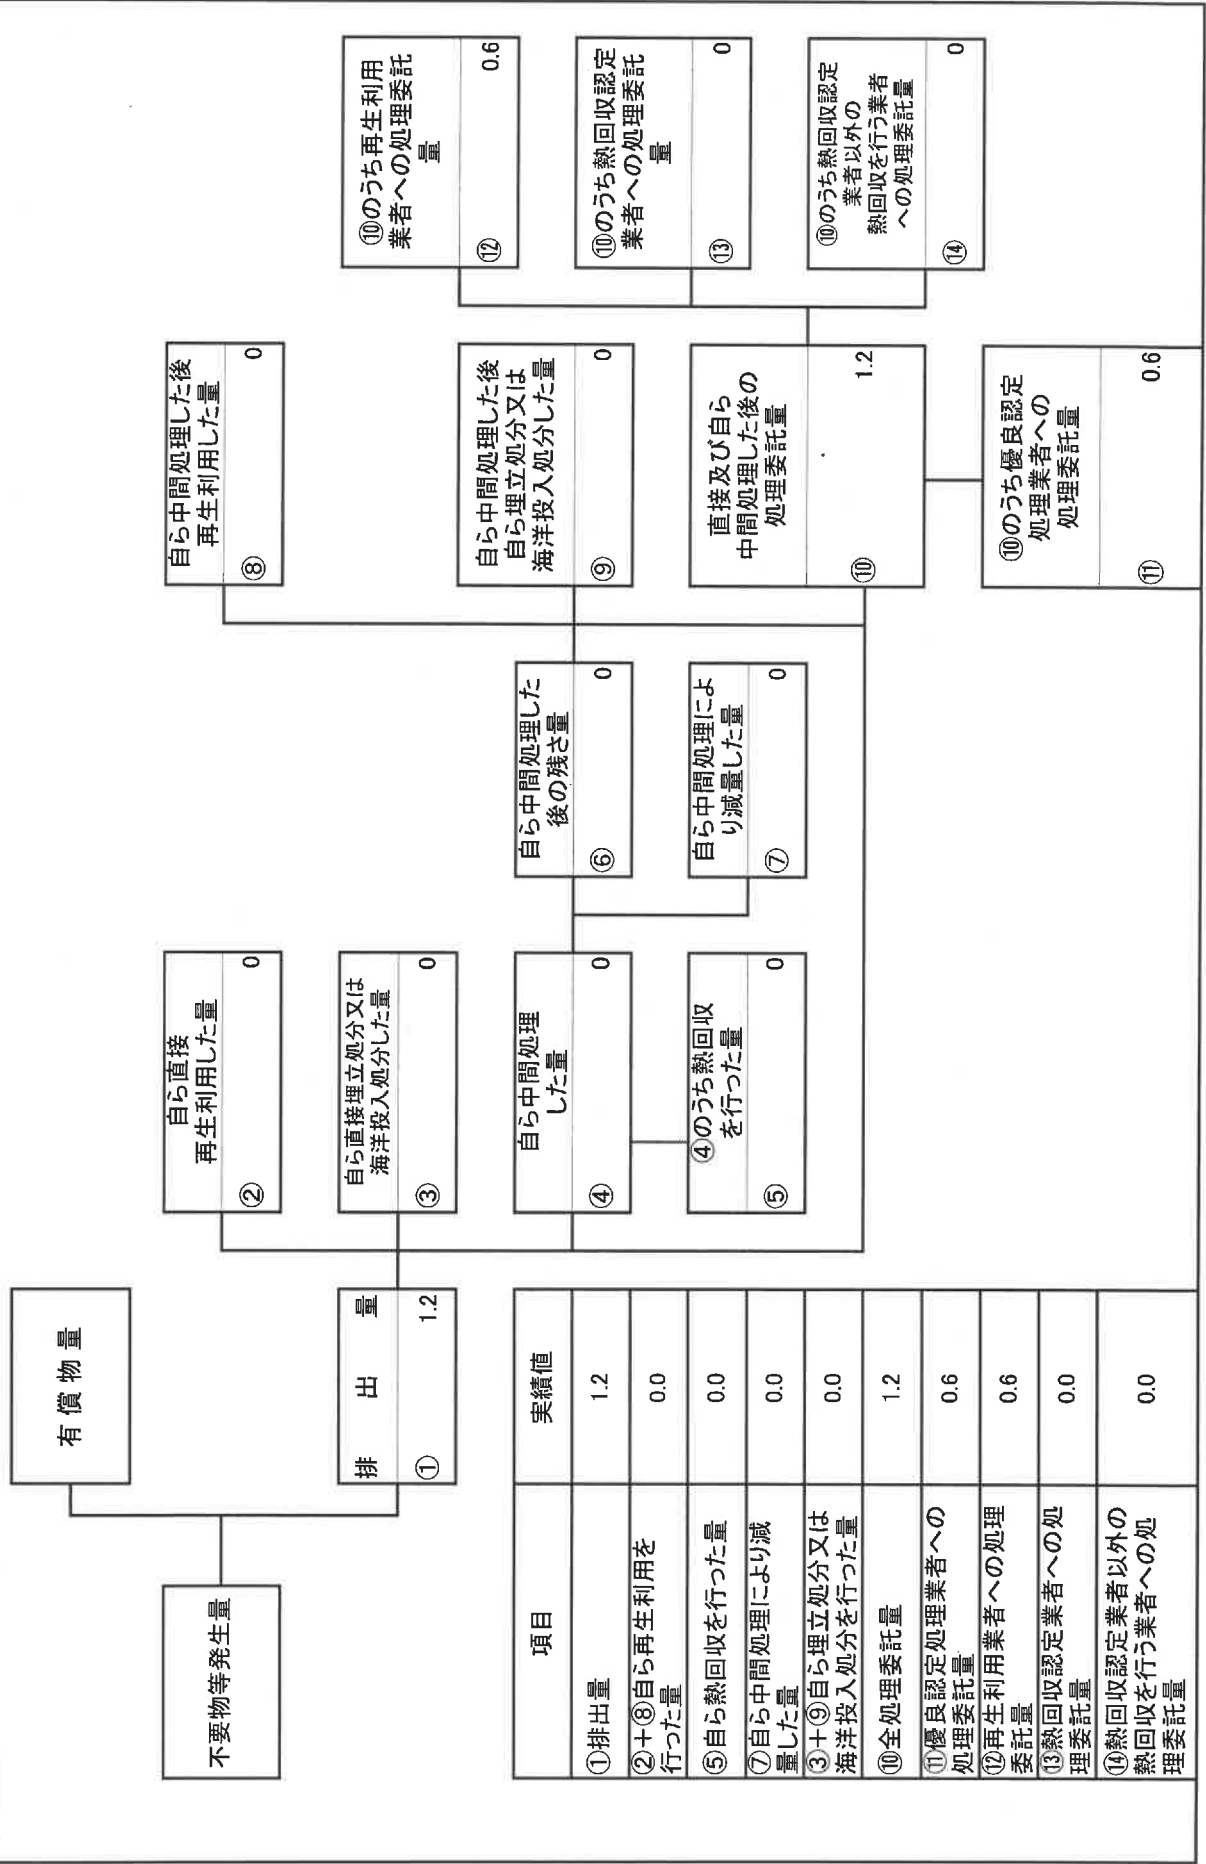 有償物量
不要物等発生量
排出量
① 1.2
自ら直接
再生利用した量
② 0
自ら直接埋立処分又は
海洋投入処分した量
③ 0
自ら中間処理
した量
④ 0
④のうち熱回収
を行った量
⑤ 0
自ら中間処理した
後の残さ量
⑥ 0
自ら中間処理によ
り減量した量
⑦ 0
自ら中間処理した後
再生利用した量
⑧ 0
自ら中間処理した後
自ら埋立処分又は
海洋投入処分した量
⑨ 0
直接及び自ら
中間処理した後の
処理委託量
⑩ 1.2
⑩のうち優良認定
処理業者への
処理委託量
⑪ 0.6
⑩のうち再生利用
業者への処理委託
量
⑫ 0.6
⑩のうち熱回収認定
業者への処理委託
量
⑬ 0
⑩のうち熱回収認定
業者以外の
熱回収を行う業者
への処理委託量
⑭ 0
項目 実績値
①排出量 1.2
②+⑧自ら再生利用を
行った量 0.0
⑤自ら熱回収を行った量 0.0
⑦自ら中間処理により減
量した量 0.0
③+⑨自ら埋立処分又は
海洋投入処分を行った量 0.0
⑩全処理委託量 1.2
⑪優良認定処理業者への
処理委託量 0.6
⑫再生利用業者への処理
委託量 0.6
⑬熱回収認定業者への処
理委託量 0.0
⑭熱回収認定業者以外の
熱回収を行う業者への処
理委託量 0.0